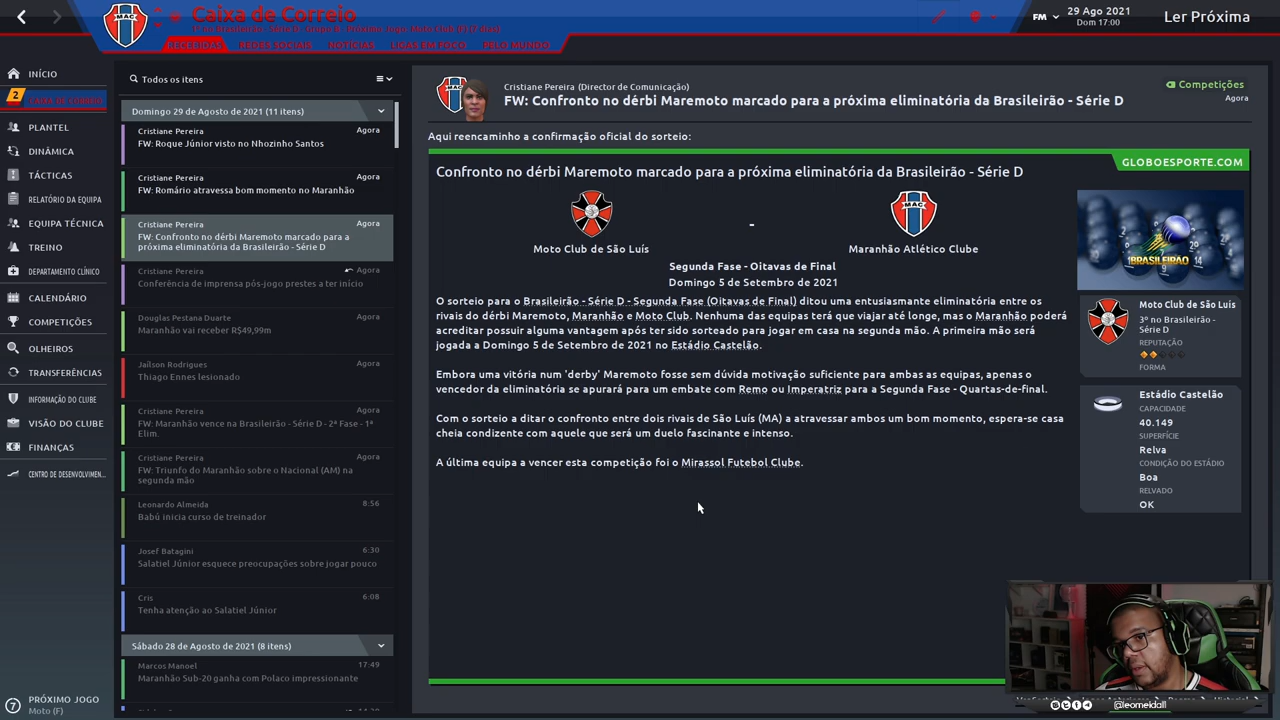 Caixa de Correio
RECEBIDAS
REDES SOCIAIS
NOTÍCIAS
LIGAS EM FOCO
PELO MUNDO
FM
29 Ago 2021
Dom 17:00
Ler Próxima
INÍCIO
2
CAIXA DE CORREIO
PLANTEL
DINÂMICA
TÁCTICAS
RELATÓRIO DA EQUIPA
EQUIPA TÉCNICA
TREINO
DEPARTAMENTO CLÍNICO
CALENDÁRIO
COMPETIÇÕES
OLHEIROS
TRANSFERÊNCIAS
INFORMAÇÃO DO CLUBE
VISÃO DO CLUBE
FINANÇAS
CENTRO DE DESENVOLVIMEN...
PRÓXIMO JOGO
Moto (F)
Todos os itens
Domingo 29 de Agosto de 2021 (11 itens)
Cristiane Pereira Agora
FW: Roque Júnior visto no Nhozinho Santos
Cristiane Pereira Agora
FW: Romário atravessa bom momento no Maranhão
Cristiane Pereira Agora
FW: Confronto no dérbi Maremoto marcado para a
próxima eliminatória da Brasileirão - Série D
Cristiane Pereira Agora
Conferência de imprensa pós-jogo prestes a ter início
Douglas Pestana Duarte Agora
Maranhão vai receber R$49,99m
Jaílson Rodrigues Agora
Thiago Ennes lesionado
Cristiane Pereira Agora
FW: Maranhão vence na Brasileirão - Série D - 2ª Fase - 1ª
Elim.
Cristiane Pereira Agora
FW: Triunfo do Maranhão sobre o Nacional (AM) na
segunda mão
Leonardo Almeida 8:56
Babú inicia curso de treinador
Josef Batagini 6:30
Salatiel Júnior esquece preocupações sobre jogar pouco
Cris 6:08
Tenha atenção ao Salatiel Júnior
Sábado 28 de Agosto de 2021 (8 itens)
Marcos Manoel 17:49
Maranhão Sub-20 ganha com Polaco impressionante
Cristiane Pereira (Director de Comunicação)
FW: Confronto no dérbi Maremoto marcado para a próxima eliminatória da Brasileirão - Série D
Competições
Agora
Aqui reencaminho a confirmação oficial do sorteio:
GLOBOESPORTE.COM
Confronto no dérbi Maremoto marcado para a próxima eliminatória da Brasileirão - Série D
MAC
Moto Club de São Luís
-
Maranhão Atlético Clube
Segunda Fase - Oitavas de Final
Domingo 5 de Setembro de 2021
O sorteio para o Brasileirão - Série D - Segunda Fase (Oitavas de Final) ditou uma entusiasmante eliminatória entre os
rivais do dérbi Maremoto, Maranhão e Moto Club. Nenhuma das equipas terá que viajar até longe, mas o Maranhão poderá
acreditar possuir alguma vantagem após ter sido sorteado para jogar em casa na segunda mão. A primeira mão será
jogada a Domingo 5 de Setembro de 2021 no Estádio Castelão.
Embora uma vitória num 'derby' Maremoto fosse sem dúvida motivação suficiente para ambas as equipas, apenas o
vencedor da eliminatória se apurará para um embate com Remo ou Imperatriz para a Segunda Fase - Quartas-de-final.
Com o sorteio a ditar o confronto entre dois rivais de São Luís (MA) a atravessar ambos um bom momento, espera-se casa
cheia condizente com aquele que será um duelo fascinante e intenso.
A última equipa a vencer esta competição foi o Mirassol Futebol Clube.
BRASILEIRÃO
Moto Club de São Luís
3º no Brasileirão -
Série D
REPUTAÇÃO
FORMA
Estádio Castelão
CAPACIDADE
40.149
SUPERFÍCIE
Relva
CONDIÇÃO DO ESTÁDIO
Boa
RELVADO
OK
@leomeidall